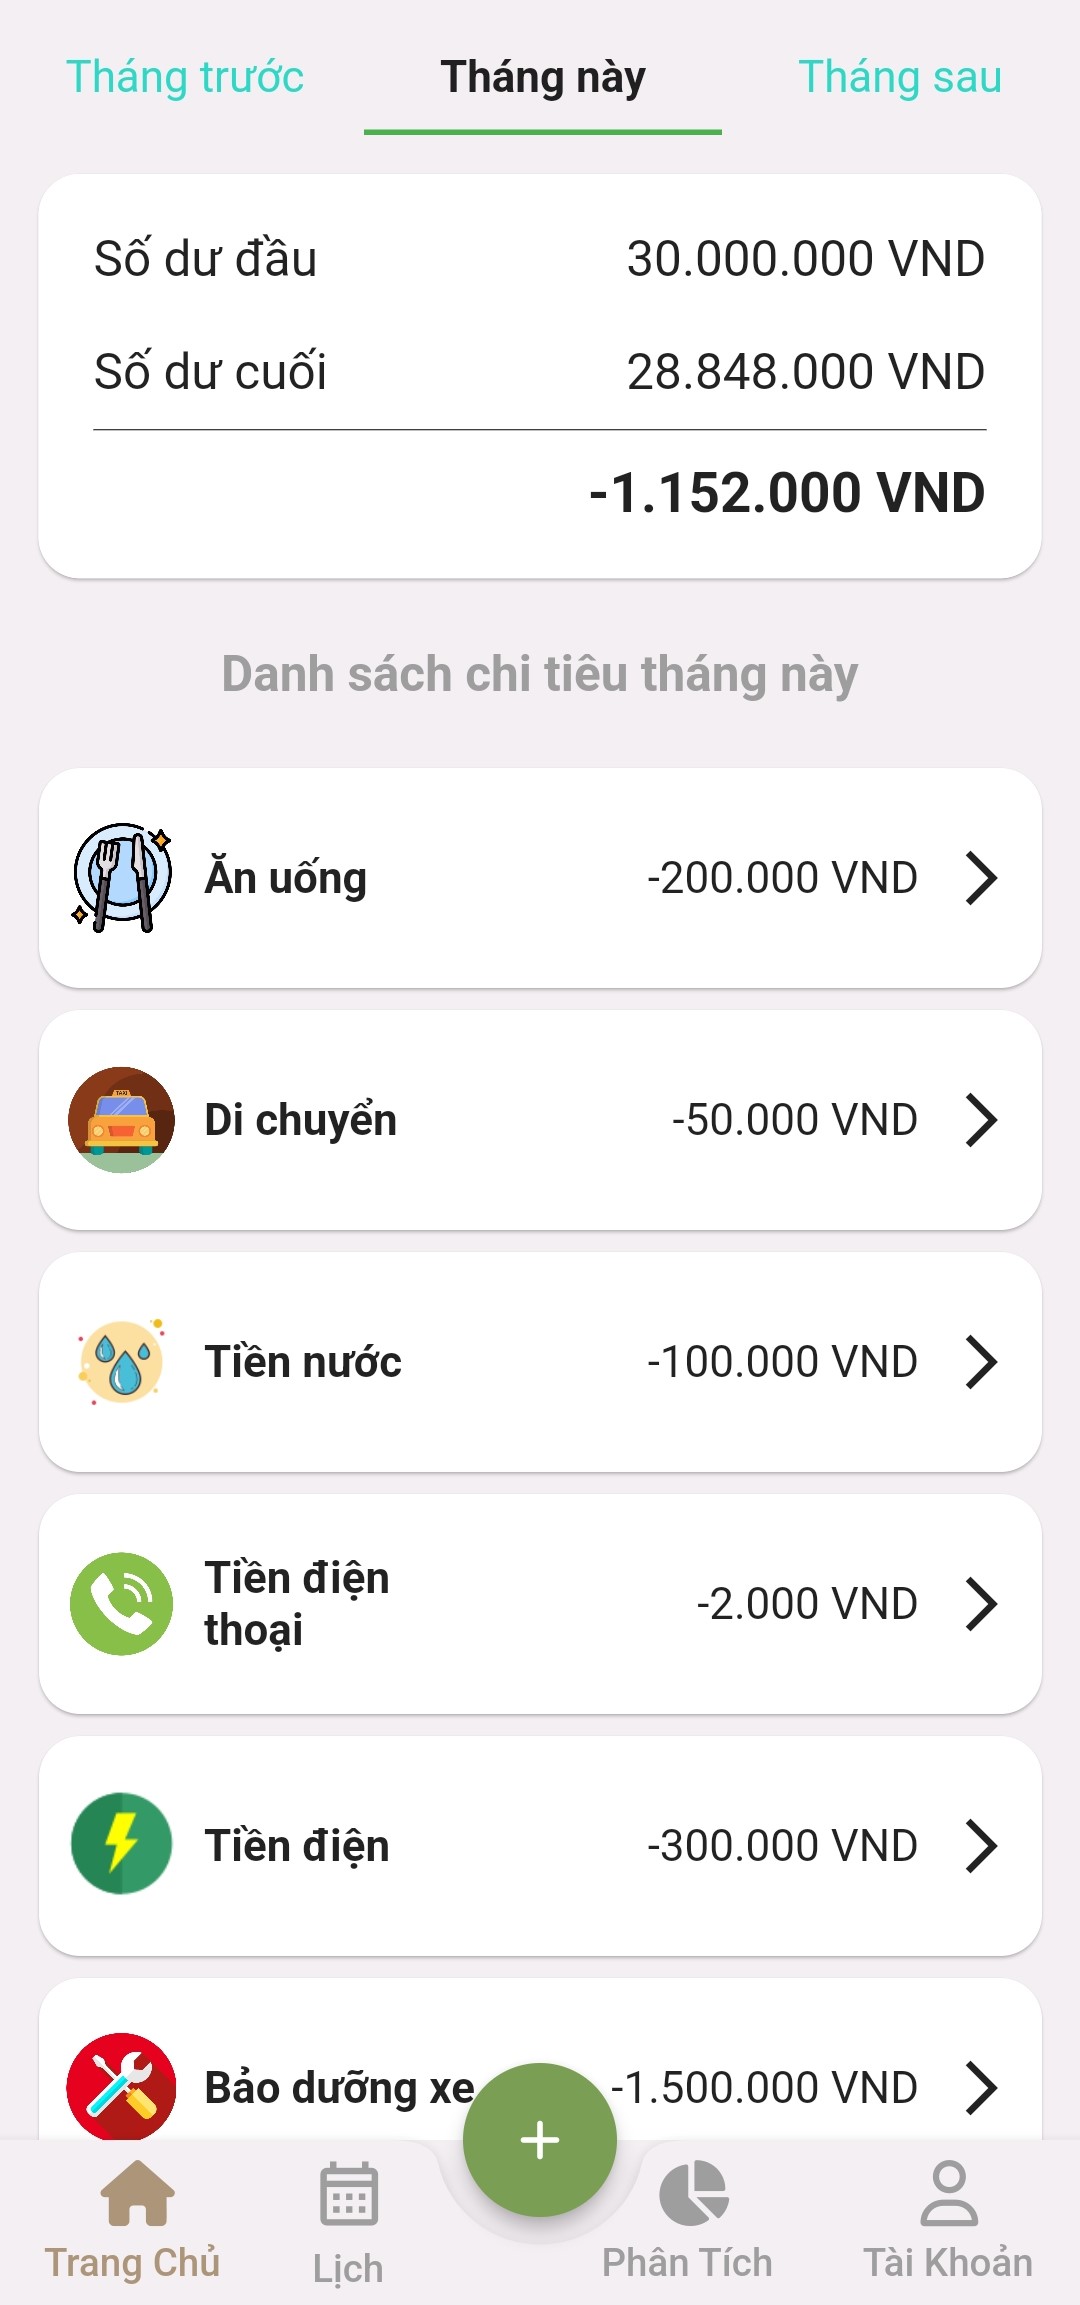 Tháng trước Tháng này Tháng sau
Số dư đầu 30.000.000 VND
Số dư cuối 28.848.000 VND
-1.152.000 VND
Danh sách chi tiêu tháng này
Ăn uống -200.000 VND
Di chuyển -50.000 VND
TAXI
Tiền nước -100.000 VND
Tiền điện
thoại
-2.000 VND
Tiền điện -300.000 VND
Bảo dưỡng xe -1.500.000 VND
Trang Chủ Lịch Phân Tích Tài Khoản